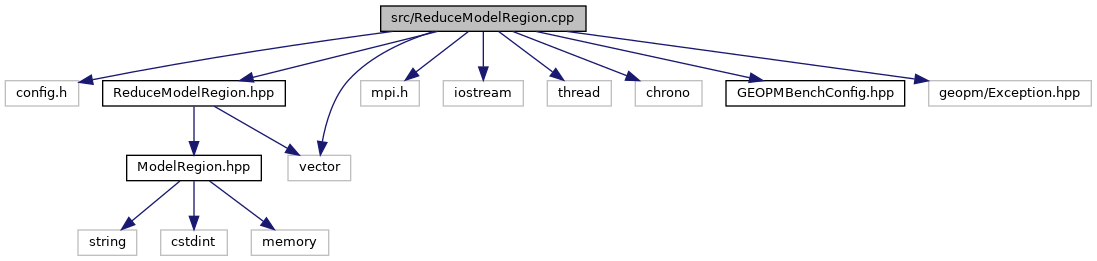 src/ReduceModelRegion.cpp
config.h
ReduceModelRegion.hpp
mpi.h
iostream
thread
chrono
GEOPMBenchConfig.hpp
geopm/Exception.hpp
ModelRegion.hpp
vector
string
cstdint
memory